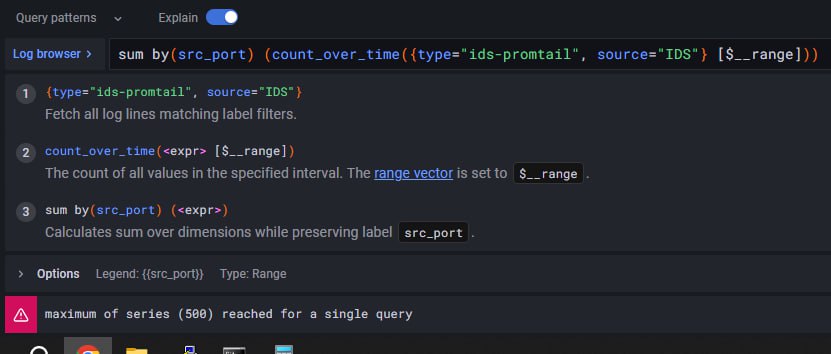 Query patterns Explain
Log browser > sum by(src_port) (count_over_time({type="ids-promtail", source="IDS"} [$__range]))
1 {type="ids-promtail", source="IDS"}
Fetch all log lines matching label filters.
2 count_over_time(<expr> [$__range])
The count of all values in the specified interval. The range vector is set to $__range .
3 sum by(src_port) (<expr>)
Calculates sum over dimensions while preserving label src_port .
> Options Legend: {{src_port}} Type: Range
maximum of series (500) reached for a single query